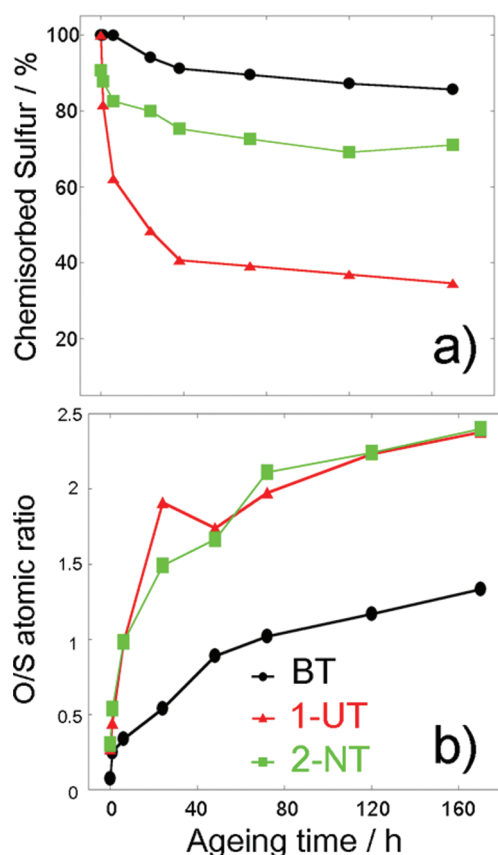 Chemisorbed Sulfur / %
100
80
60
40
20
a)
O/S atomic ratio
2.5
2
1.5
1
0.5
0
BT
1-UT
2-NT
b)
0 40 80 120 160
Ageing time / h